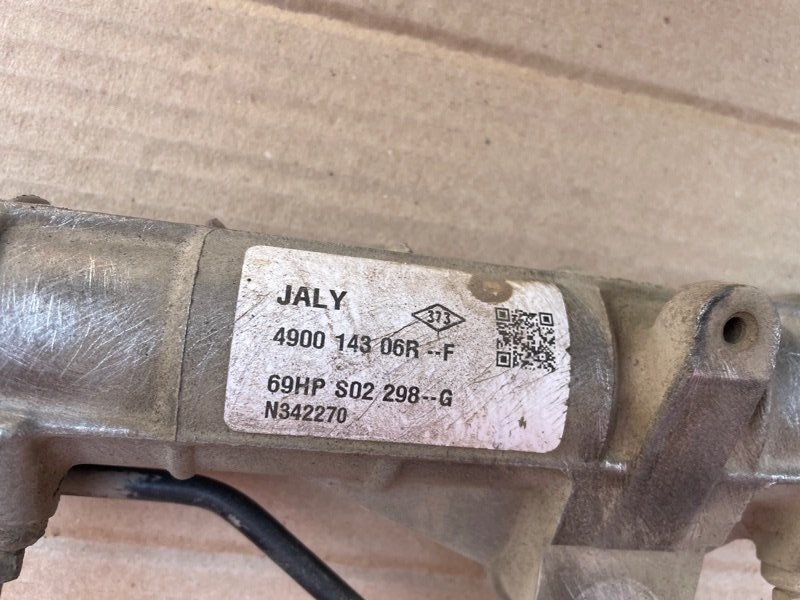 JALY
373
4900 143 06R --F
69HP S02 298--G
N342270